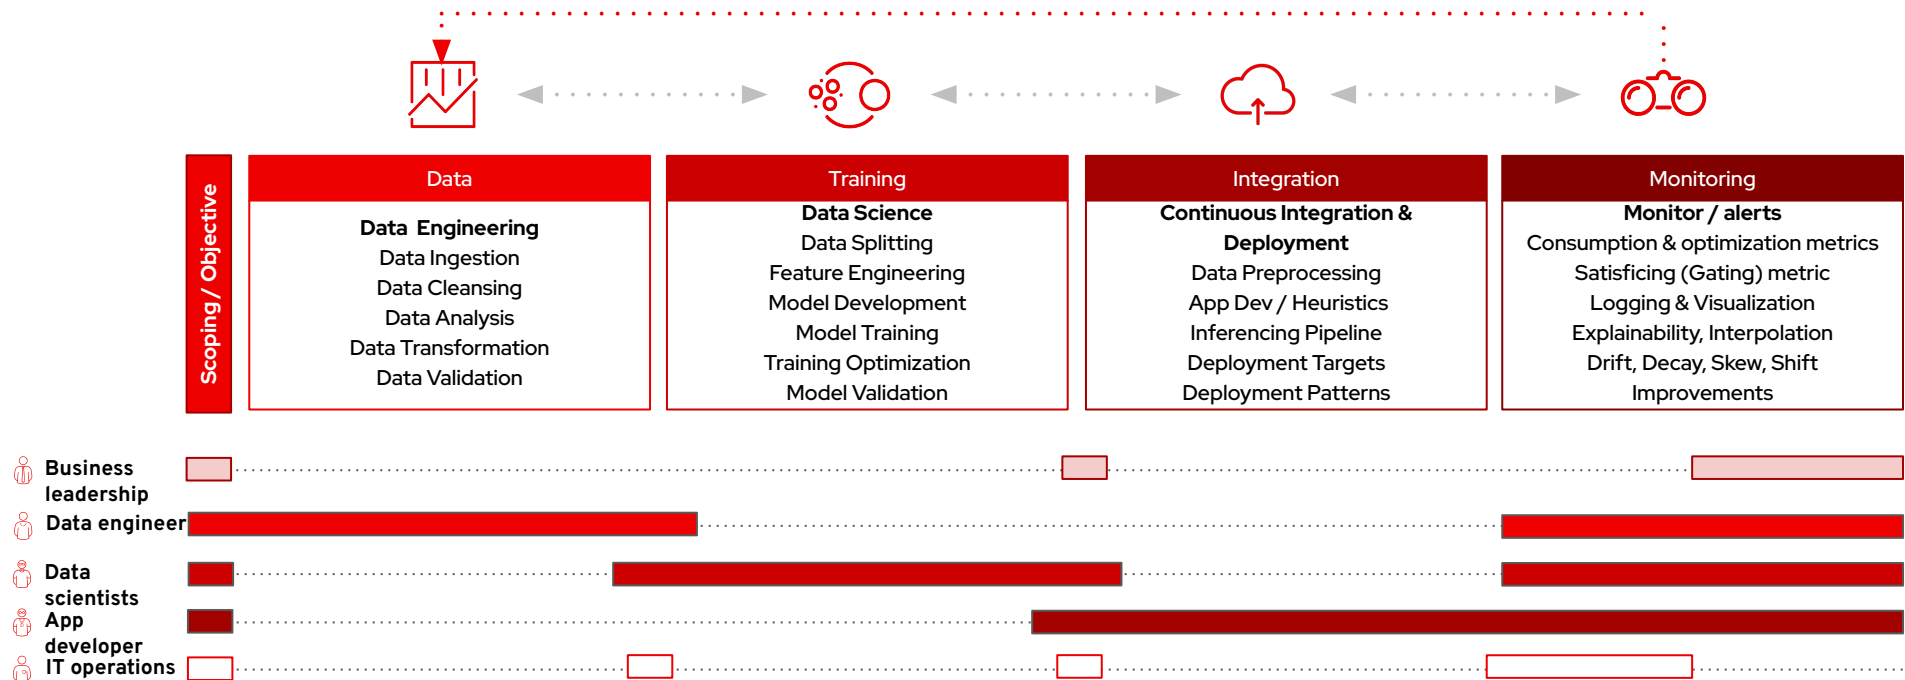 Scoping / Objective
Data
Data Engineering
Data Ingestion
Data Cleansing
Data Analysis
Data Transformation
Data Validation
Training
Data Science
Data Splitting
Feature Engineering
Model Development
Model Training
Training Optimization
Model Validation
Integration
Continuous Integration &
Deployment
Data Preprocessing
App Dev / Heuristics
Inferencing Pipeline
Deployment Targets
Deployment Patterns
Monitoring
Monitor / alerts
Consumption & optimization metrics
Satisficing (Gating) metric
Logging & Visualization
Explainability, Interpolation
Drift, Decay, Skew, Shift
Improvements
Business
leadership
Data engineer
Data
scientists
App
developer
IT operations